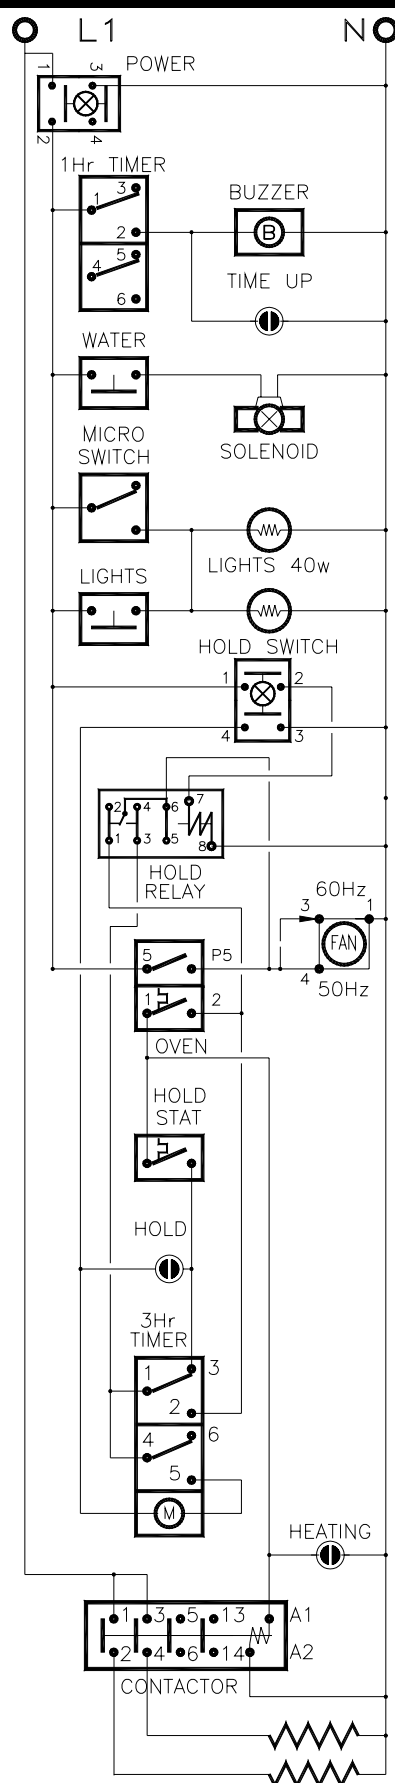 L1 N
1 3 POWER
2 4
1Hr TIMER
3
1
2
BUZZER
B
5
4
6
TIME UP
WATER
SOLENOID
MICRO
SWITCH
LIGHTS 40w
LIGHTS
HOLD SWITCH
1 2
4 3
2 4 6 7
1 3 5 8
HOLD
RELAY
60Hz
3 1
FAN
4
50Hz
5 P5
1 2
OVEN
HOLD
STAT
HOLD
3Hr
TIMER
1 3
2
4 6
5
M
HEATING
1 3 5 13 A1
2 4 6 14 A2
CONTACTOR